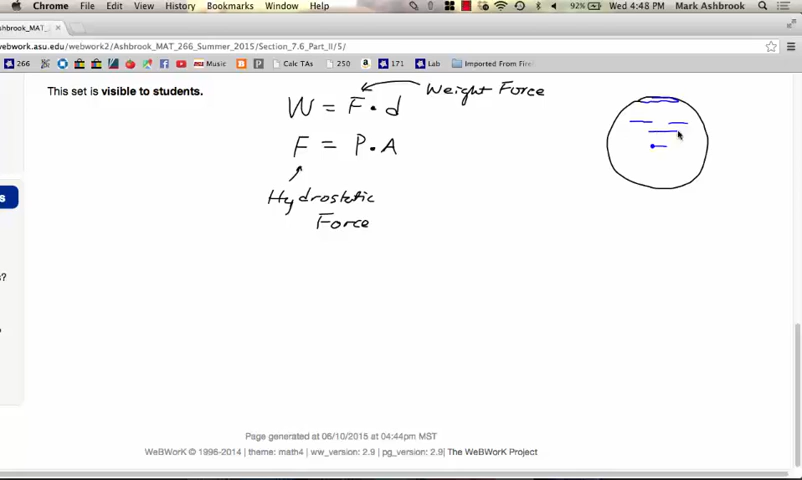 Chrome File Edit View History Bookmarks Window Help 92% Wed 4:48 PM Mark Ashbrook
shbrook_MAT_
webwork.asu.edu/webwork2/Ashbrook_MAT_266_Summer_2015/Section_7.6_Part_II/5/
266 Music Calc TAs 250 171 Lab Imported From Fire
This set is visible to students.
Weight Force
W = F · d
F = P · A
Hydrostatic
Force
s
s?
Page generated at 06/10/2015 at 04:44pm MST
WeBWorK © 1996-2014 | theme: math4 | ww_version: 2.9 | pg_version: 2.9| The WeBWorK Project